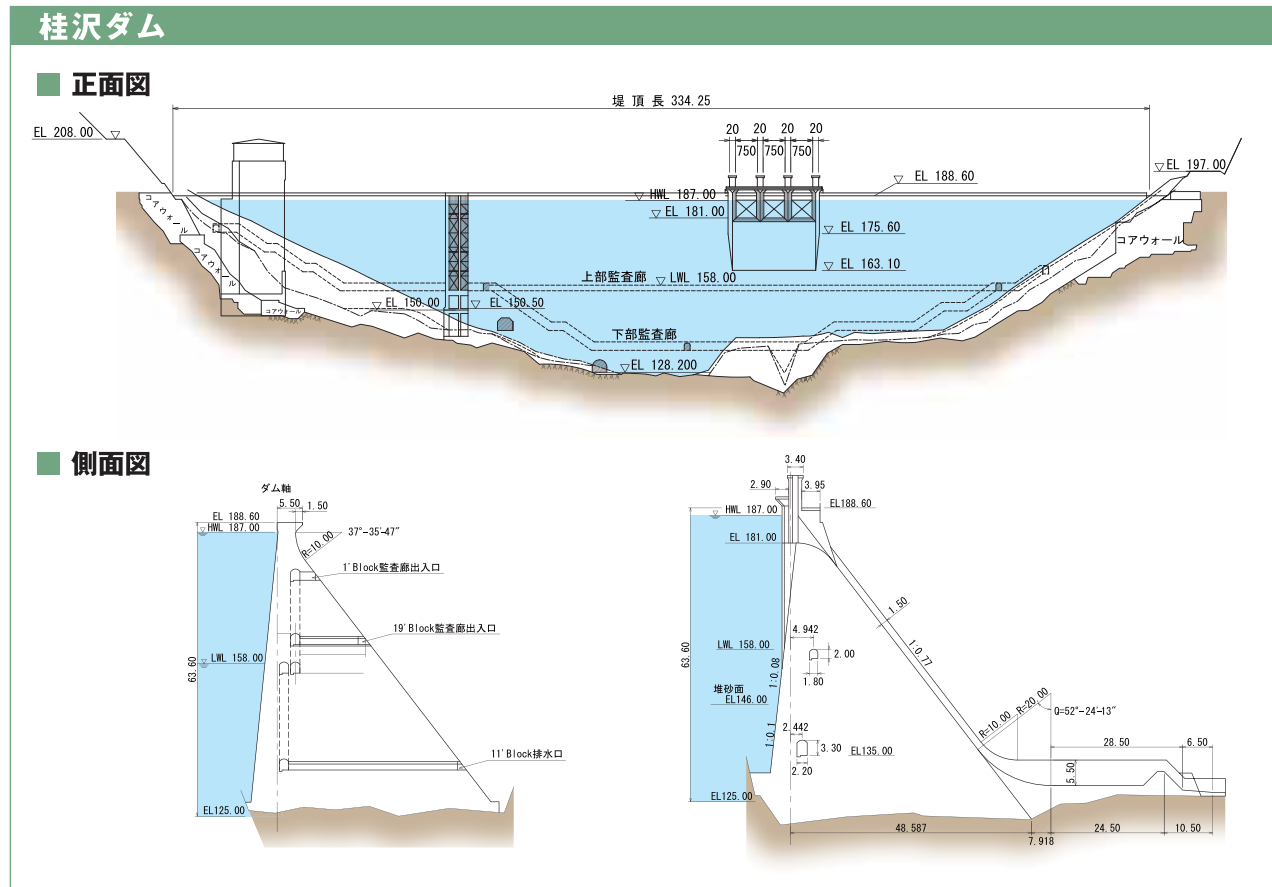 桂沢ダム
正面図
堤 頂 長 334.25
EL 208.00
20 20 20 20
750 750 750
EL 197.00
EL 188.60
HWL 187.00
EL 181.00
EL 175.60
EL 163.10
コアウォール
コアウォール
コアウォール
コアウォール
上部監査廊
LWL 158.00
EL 150.00
EL 150.50
下部監査廊
EL 128.200
側面図
ダム軸
5.50
1.50
EL 188.60
HWL 187.00
37°-35'-47"
R=10.00
1'Block監査廊出入口
19'Block監査廊出入口
LWL 158.00
63.60
11'Block排水口
EL125.00
3.40
2.90
3.95
EL188.60
HWL 187.00
EL 181.00
1.50
1:0.77
4.942
LWL 158.00
2.00
63.60
1:0.08
1.80
堆砂面
EL146.00
R=20.00
R=10.00
Q=52°-24'-13"
1:0.1
2.442
3.30
EL135.00
2.20
28.50
6.50
5.50
EL125.00
48.587
7.918
24.50
10.50